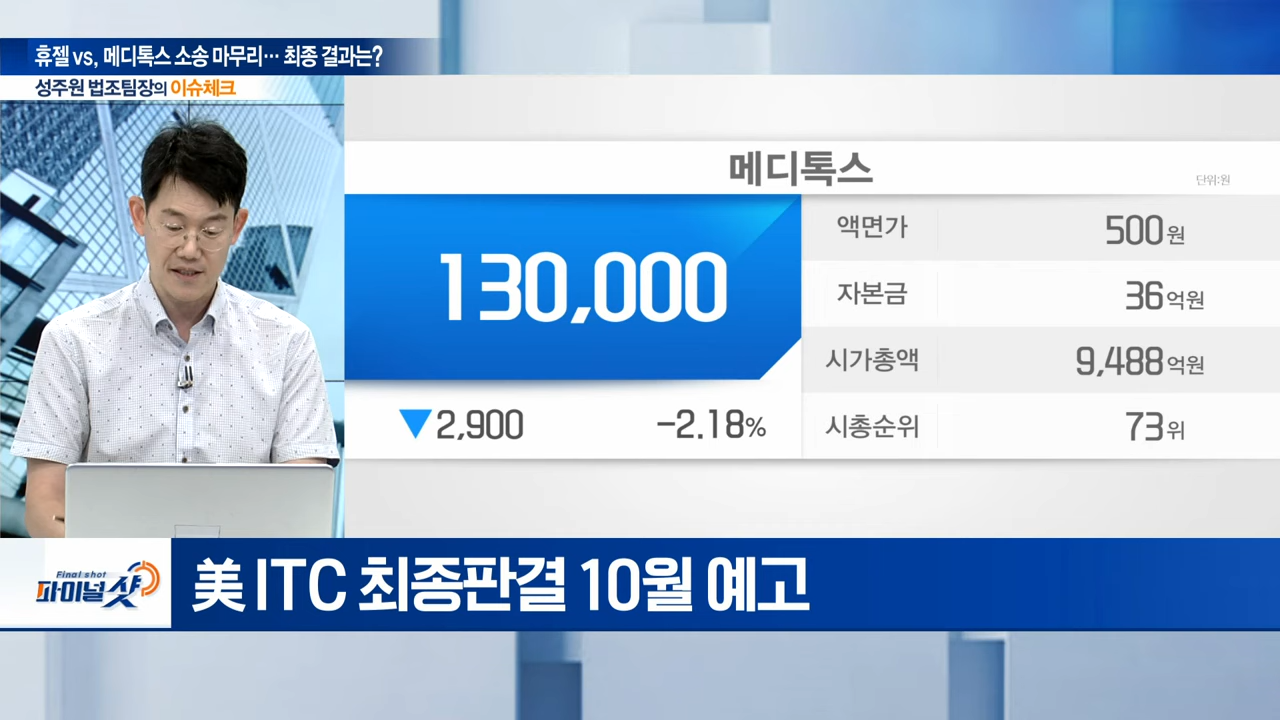 휴젤 vs, 메디톡스 소송 마무리… 최종 결과는?
성주원 법조팀장의 이슈체크
메디톡스
단위:원
130,000
▼2,900 -2.18%
액면가 500원
자본금 36억원
시가총액 9,488억원
시총순위 73위
Final shot
파이널샷
美 ITC 최종판결 10월 예고